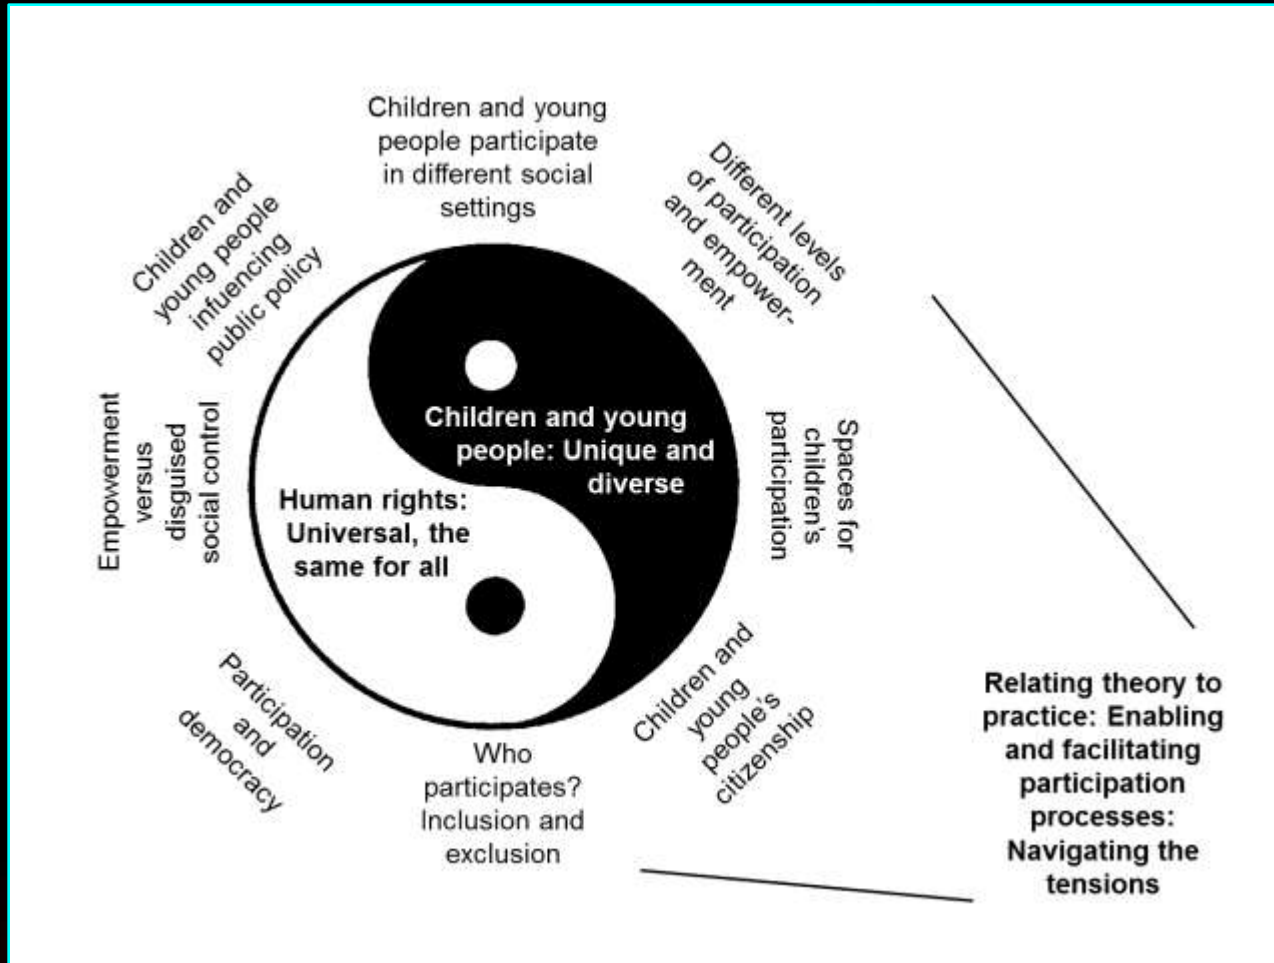 Children and young
people participate
in different social
settings
Different levels
of participation
and empower-
ment
Spaces for
children's
participation
Children and
young
people's
citizenship
Who
participates?
Inclusion and
exclusion
Participation
and
democracy
Empowerment
versus
disguised
social control
Children and
young people
infuencing
public policy
Children and young
people: Unique and
diverse
Human rights:
Universal, the
same for all
Relating theory to
practice: Enabling
and facilitating
participation
processes:
Navigating the
tensions